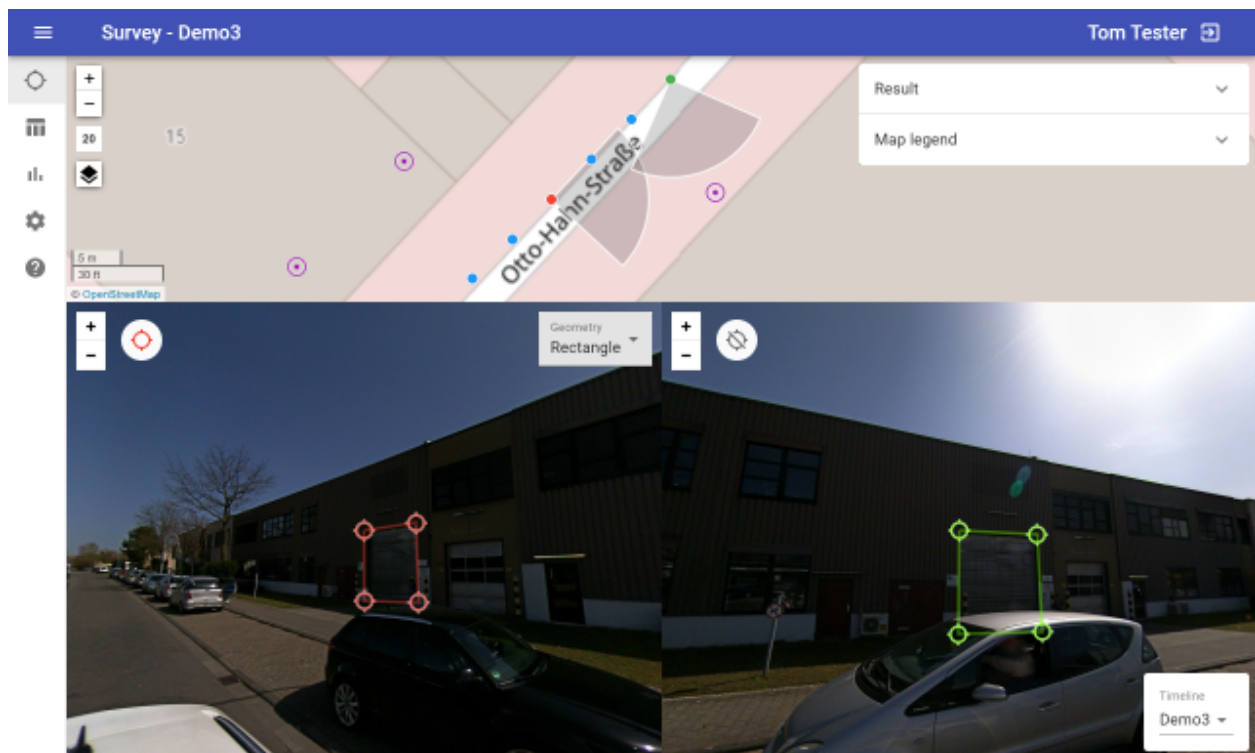 Survey - Demo3
Tom Tester
+
−
20
15
Otto-Hahn-Straße
Result
Map legend
5 m
30 ft
© OpenStreetMap
+
−
Geometry
Rectangle
+
−
Timeline
Demo3